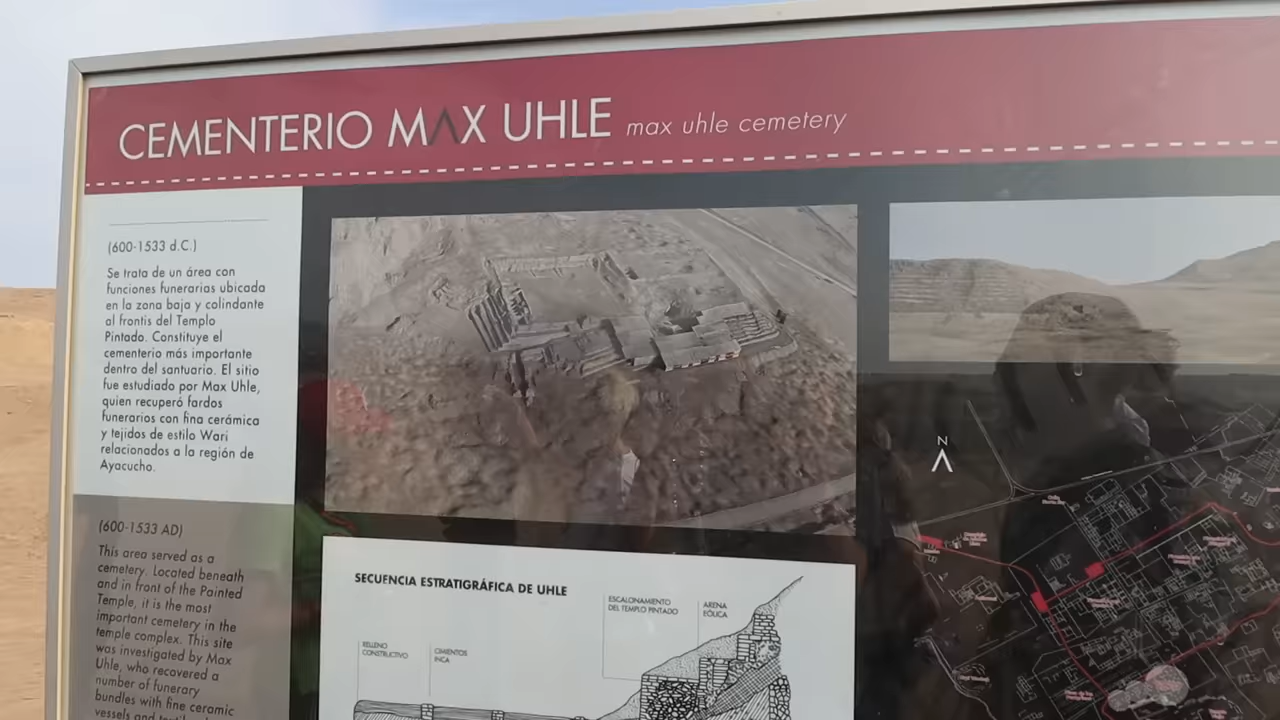 CEMENTERIO MAX UHLE max uhle cemetery
(600-1533 d.C.)
Se trata de un área con
funciones funerarias ubicada
en la zona baja y colindante
al frontis del Templo
Pintado. Constituye el
cementerio más importante
dentro del santuario. El sitio
fue estudiado por Max Uhle,
quien recuperó fardos
funerarios con fina cerámica
y tejidos de estilo Wari
relacionados a la región de
Ayacucho.
(600-1533 AD)
This area served as a
cemetery. Located beneath
and in front of the Painted
Temple, it is the most
important cemetery in the
temple complex. This site
was investigated by Max
Uhle, who recovered a
number of funerary
bundles with fine ceramic
vessels and
SECUENCIA ESTRATIGRÁFICA DE UHLE
RELLENO
CONSTRUCTIVO
CIMIENTOS
INCA
ESCALONAMIENTO
DEL TEMPLO PINTADO
ARENA
EÓLICA
N